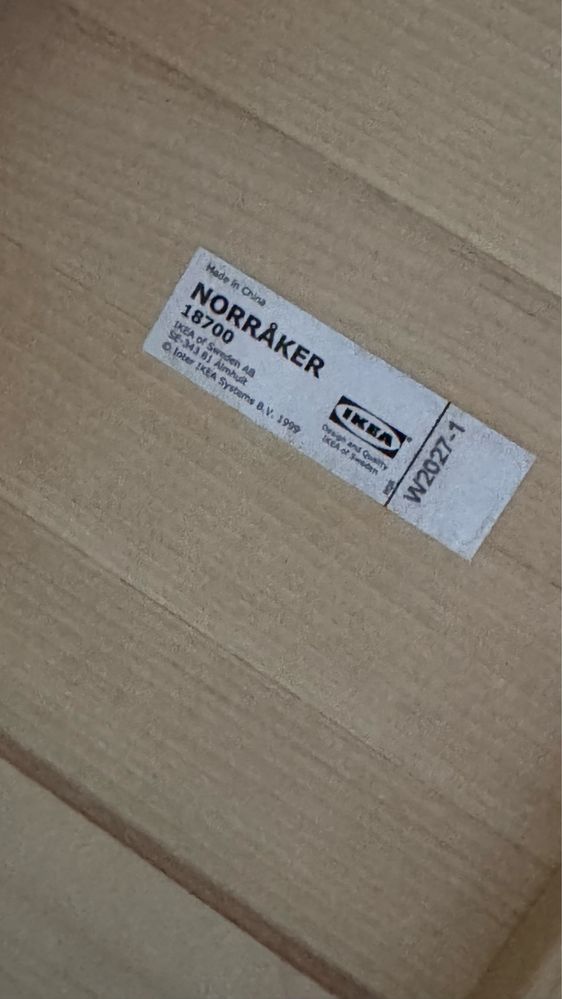 Made in China
NORRÅKER
18700
IKEA of Sweden AB
SE-343 81 Älmhult
© Inter IKEA Systems B.V. 1999
IKEA®
Design and Quality
IKEA of Sweden
W2027-1